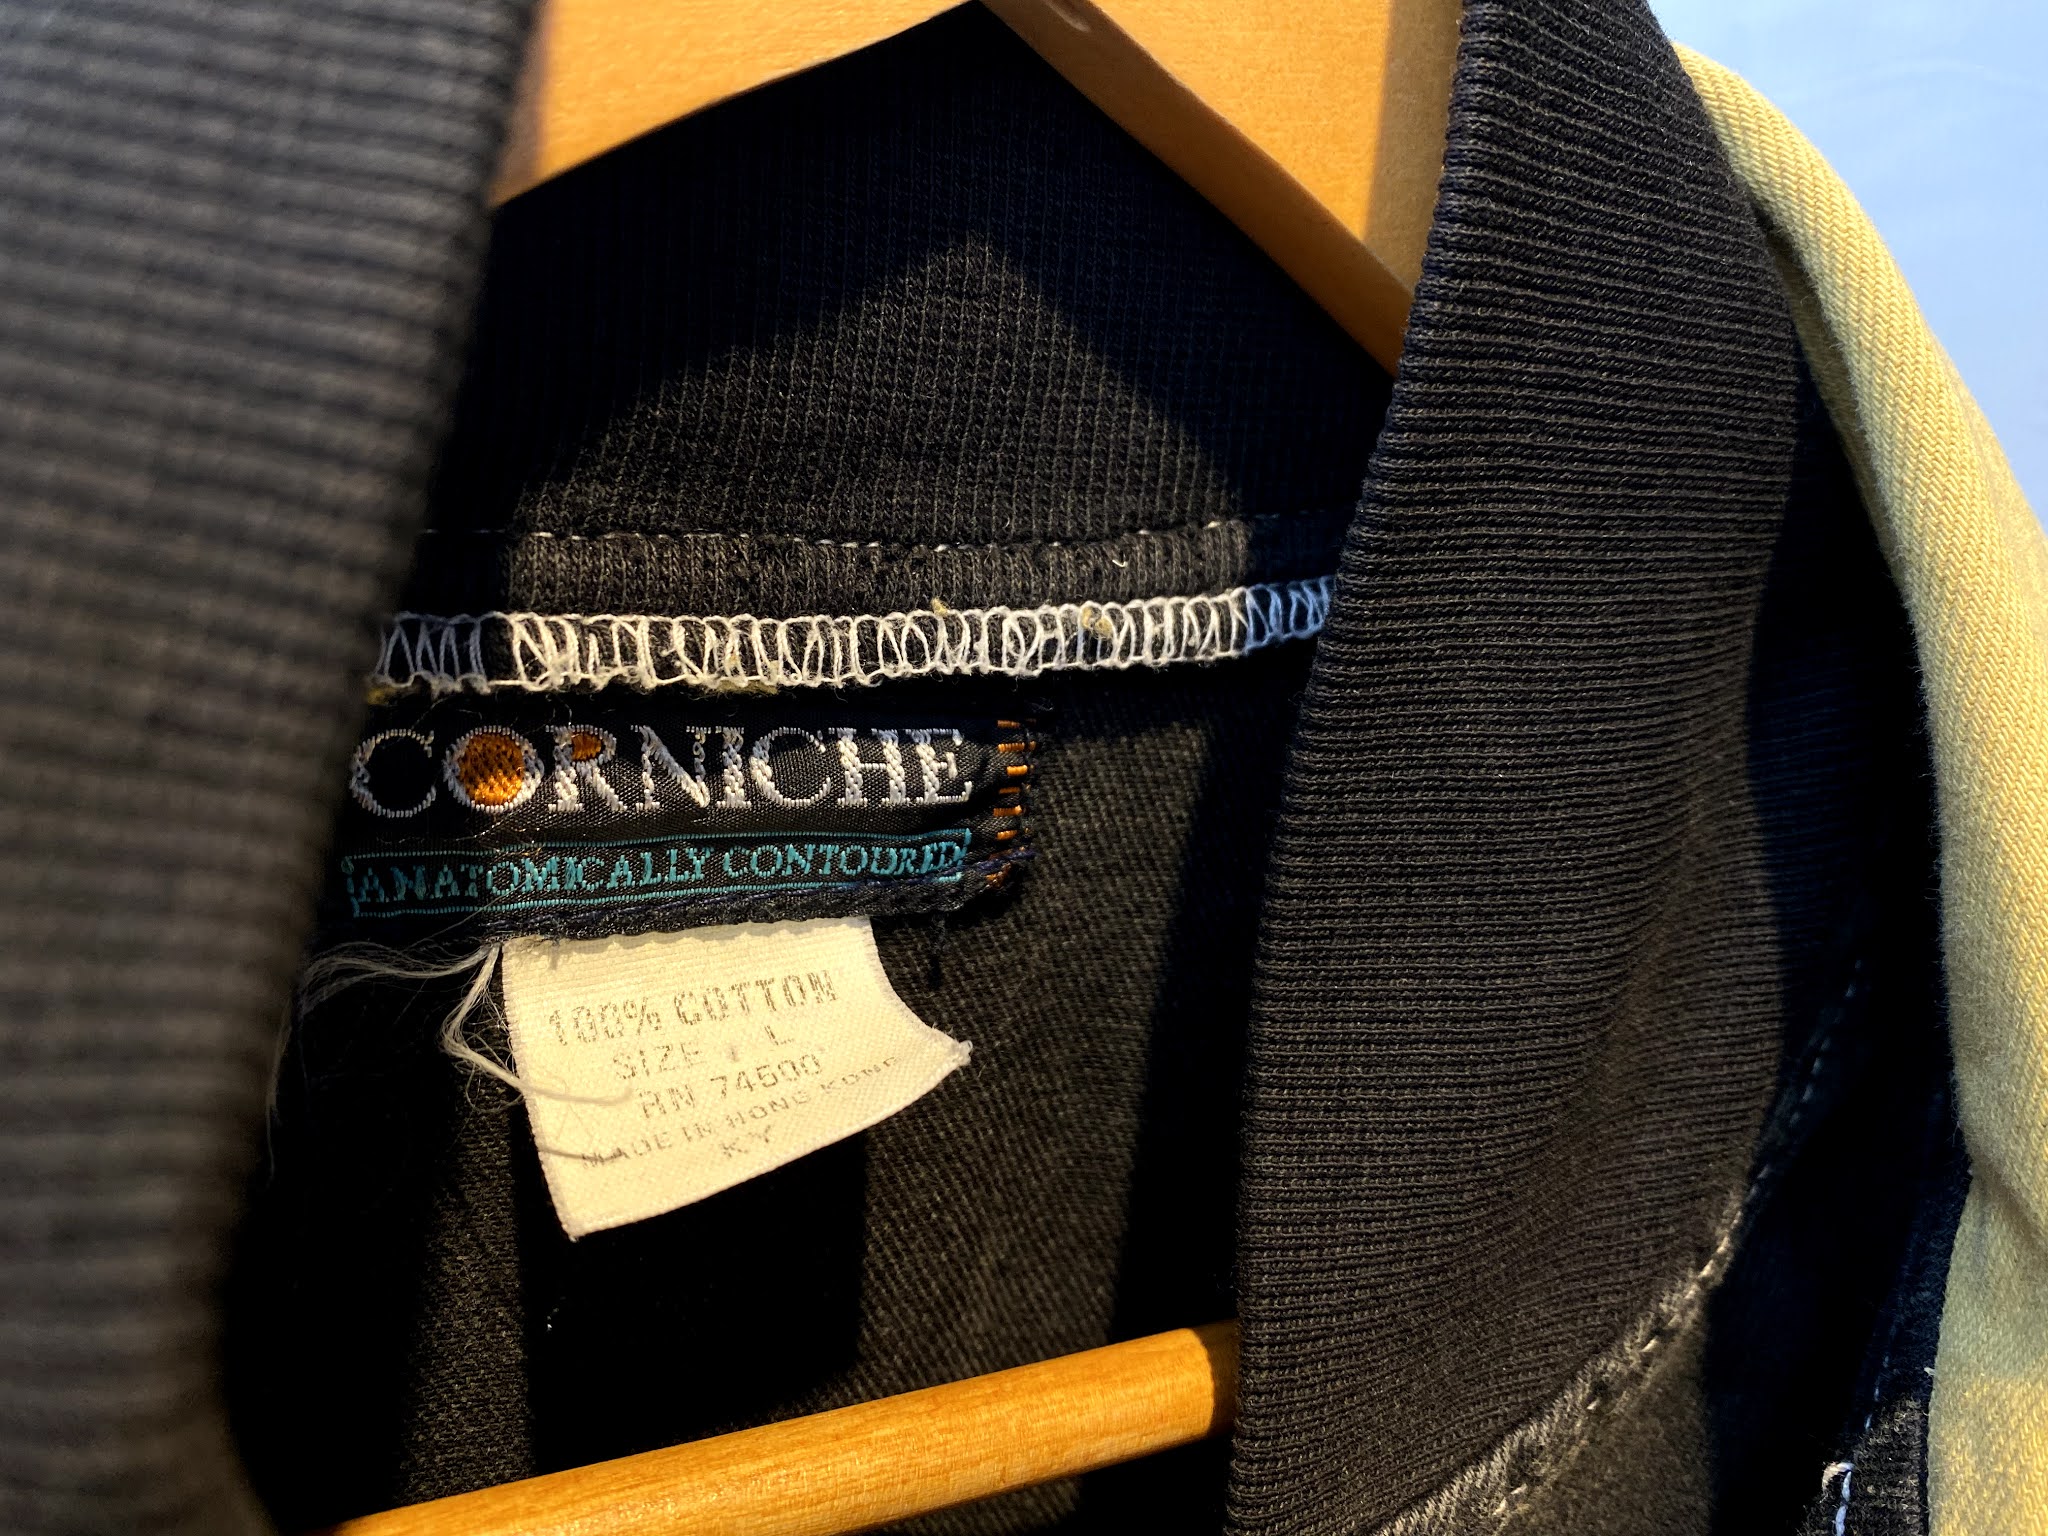 CORNICHE
ANATOMICALLY CONTOURED
100% COTTON
SIZE L
RN 74500
MADE IN HONG KONG
KY